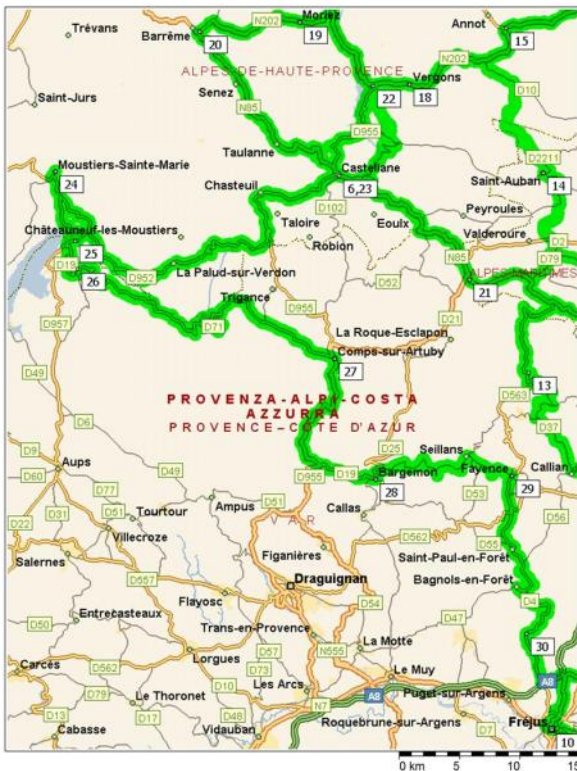 Trévans
Barrême
20
N202
Moriez
19
Annot
15
ALPES-DE-HAUTE-PROVENCE
Vergons
N202
18
22
D10
Saint-Jurs
Senez
N85
D955
Taulanne
D2211
Moustiers-Sainte-Marie
24
Castellane
6,23
Saint-Auban
14
Chasteuil
D102
Taloire
Eoulx
Peyroules
Châteauneuf-les-Moustiers
25
Robion
Valderoure
D2
D79
D19
26
D952
La Palud-sur-Verdon
N85
ALPES-MARITIMES
21
D957
Trigance
D955
D52
D71
La Roque-Esclapon
D21
Comps-sur-Artuby
27
D49
13
D563
PROVENZA-ALPI-COSTA
AZZURRA
PROVENCE-CÔTE D'AZUR
D6
D37
D9
D60
Aups
D49
D25
Seillans
Fayence
Callian
D955
D19
Bargemon
28
29
D77
D31
D51
Tourtour
Ampus
D51
D53
D56
D22
Villecroze
VAR
Callas
D562
Salernes
D557
Figanières
D55
Saint-Paul-en-Forêt
Draguignan
Bagnols-en-Forêt
Flayosc
D54
D4
Entrecasteaux
D50
Trans-en-Provence
D47
30
Lorgues
D57
N555
La Motte
Carcès
D562
D73
D10
Les Arcs
Le Muy
A8
D79
Le Thoronet
A8
Puget-sur-Argens
D13
D17
D48
N7
Fréjus
Cabasse
Vidauban
Roquebrune-sur-Argens
D7
10
0 km 5 10 15